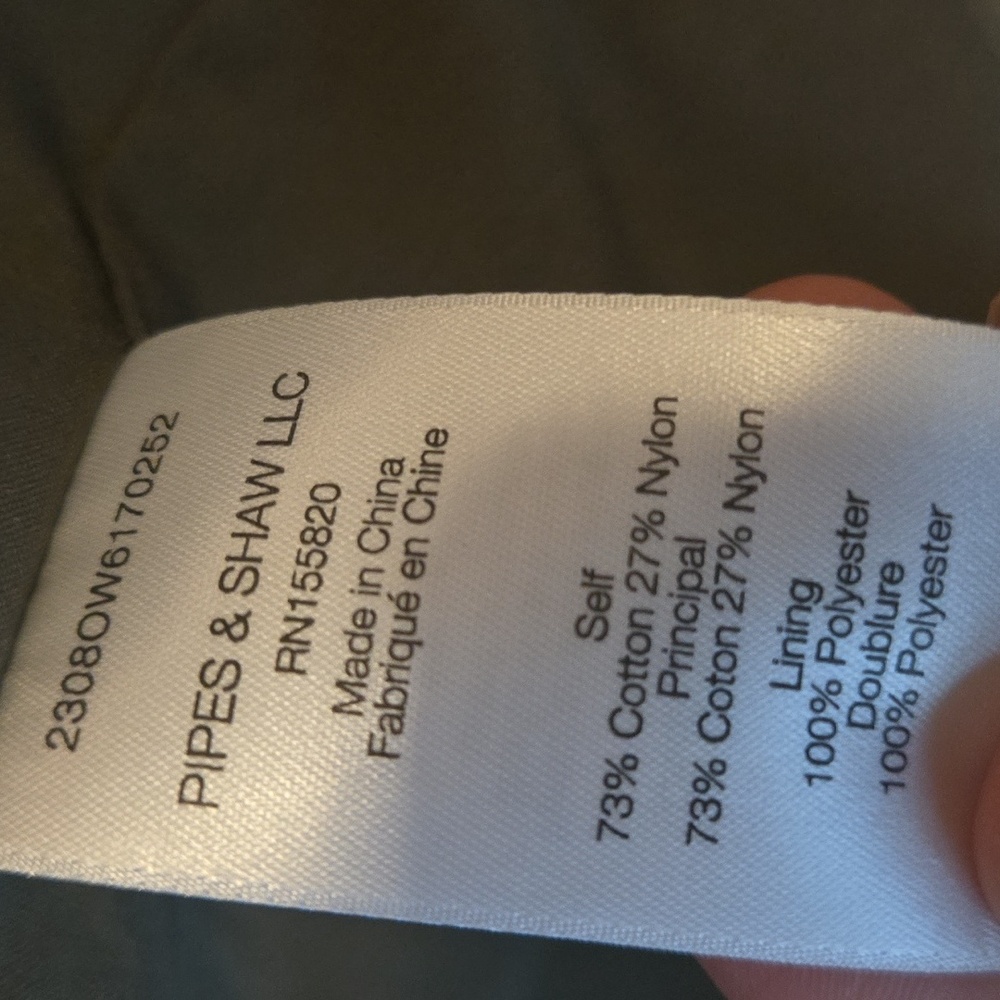 2308OW6170252
PIPES & SHAW LLC
RN155820
Made in China
Fabriqué en Chine
Self
73% Cotton 27% Nylon
Principal
73% Coton 27% Nylon
Lining
100% Polyester
Doublure
100% Polyester